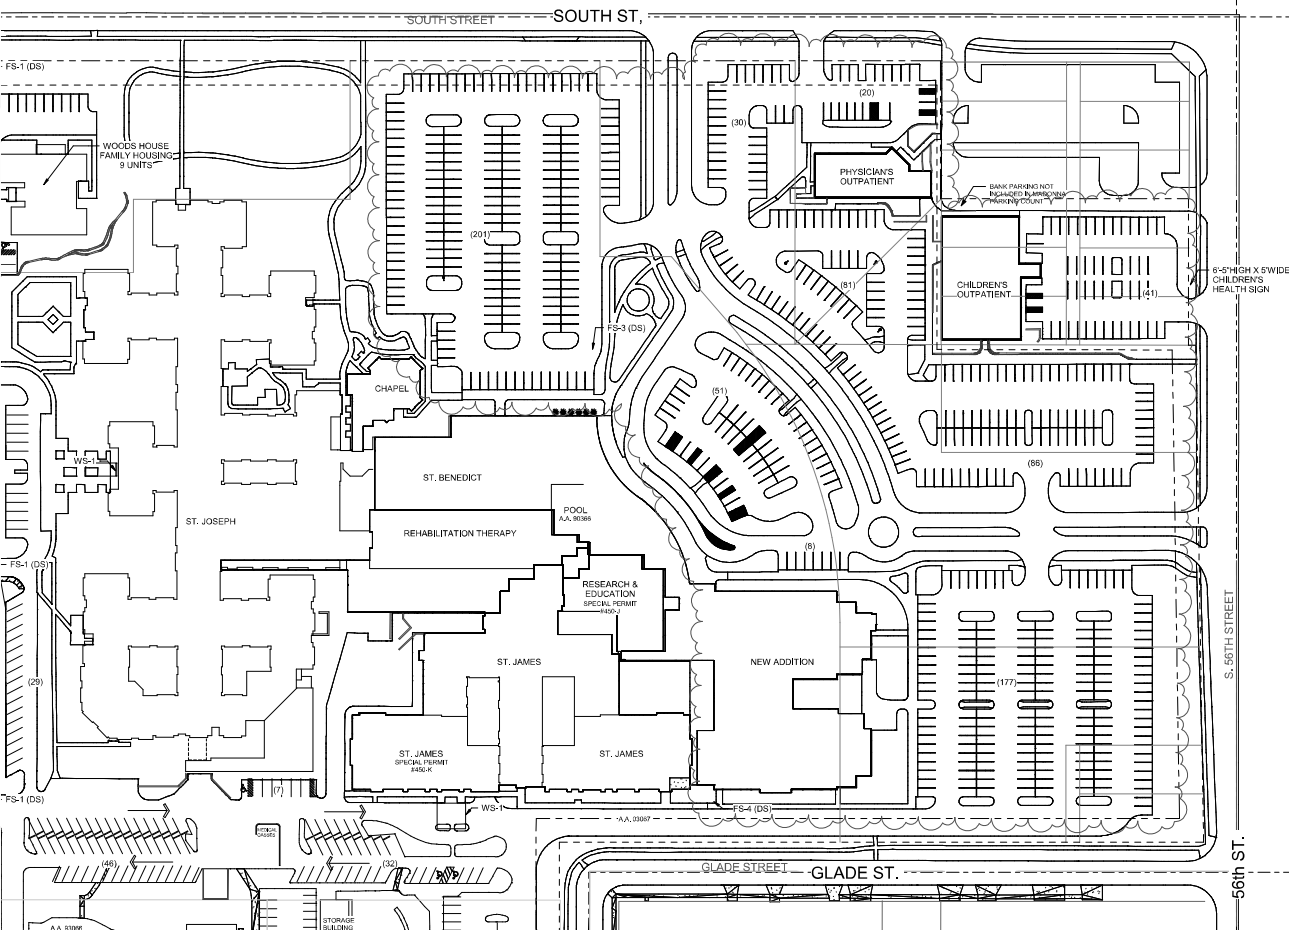 SOUTH STREET
SOUTH ST,
FS-1 (DS)
(20)
(30)
WOODS HOUSE
FAMILY HOUSING
9 UNITS
PHYSICIAN'S
OUTPATIENT
BANK PARKING NOT
INCLUDED IN MADONNA
PARKING COUNT
(201)
6'-5"HIGH X 5'WIDE
CHILDREN'S
HEALTH SIGN
(81)
CHILDREN'S
OUTPATIENT
(41)
FS-3 (DS)
CHAPEL
(51)
WS-1
ST. BENEDICT
(86)
POOL
A.A. 90366
ST. JOSEPH
REHABILITATION THERAPY
(8)
FS-1 (DS)
RESEARCH &
EDUCATION
SPECIAL PERMIT
#450-J
S. 56TH STREET
ST. JAMES
NEW ADDITION
(29)
(177)
ST. JAMES
SPECIAL PERMIT
#450-K
ST. JAMES
(7)
FS-1 (DS)
WS-1
FS-4 (DS)
A.A. 03067
MEDICAL
GASSES
(46)
(32)
GLADE STREET
GLADE ST.
56th ST.
STORAGE
BUILDING
A.A. 93066